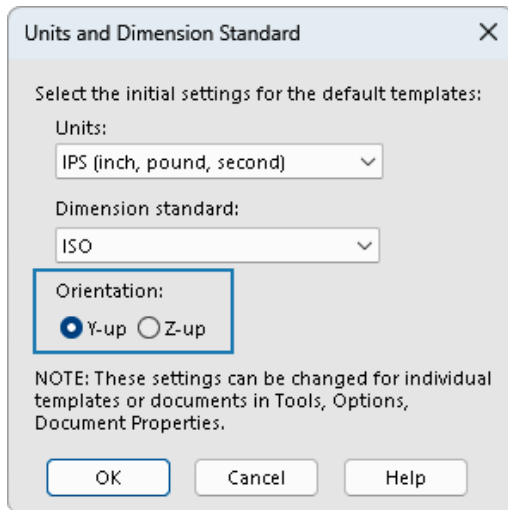 Units and Dimension Standard
Select the initial settings for the default templates:
Units:
IPS (inch, pound, second)
Dimension standard:
ISO
Orientation:
Y-up Z-up
NOTE: These settings can be changed for individual
templates or documents in Tools, Options,
Document Properties.
OK Cancel Help